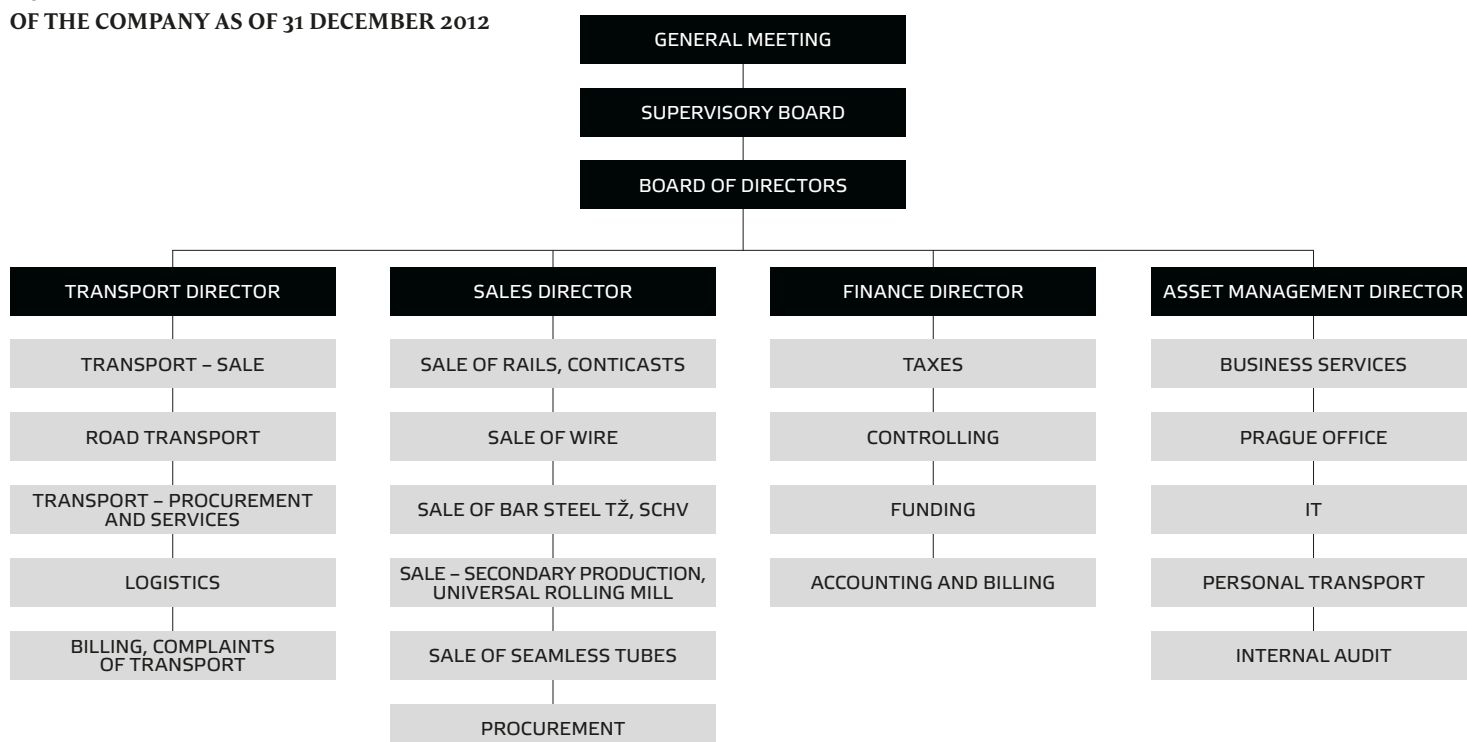 OF THE COMPANY AS OF 31 DECEMBER 2012
GENERAL MEETING
SUPERVISORY BOARD
BOARD OF DIRECTORS
TRANSPORT DIRECTOR
TRANSPORT – SALE
ROAD TRANSPORT
TRANSPORT – PROCUREMENT
AND SERVICES
LOGISTICS
BILLING, COMPLAINTS
OF TRANSPORT
SALES DIRECTOR
SALE OF RAILS, CONTICASTS
SALE OF WIRE
SALE OF BAR STEEL TŽ, SCHV
SALE – SECONDARY PRODUCTION,
UNIVERSAL ROLLING MILL
SALE OF SEAMLESS TUBES
PROCUREMENT
FINANCE DIRECTOR
TAXES
CONTROLLING
FUNDING
ACCOUNTING AND BILLING
ASSET MANAGEMENT DIRECTOR
BUSINESS SERVICES
PRAGUE OFFICE
IT
PERSONAL TRANSPORT
INTERNAL AUDIT